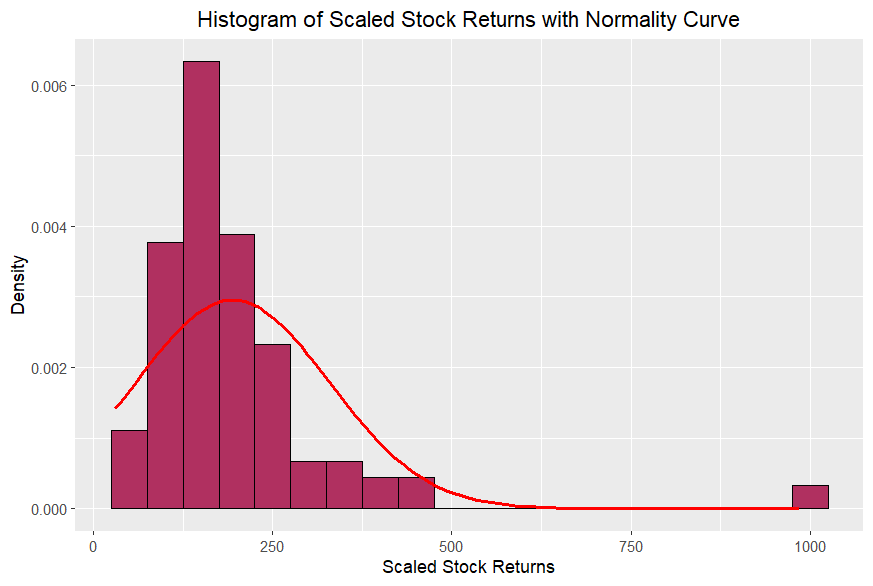 Histogram of Scaled Stock Returns with Normality Curve
Density
0.006
0.004
0.002
0.000
0 250 500 750 1000
Scaled Stock Returns